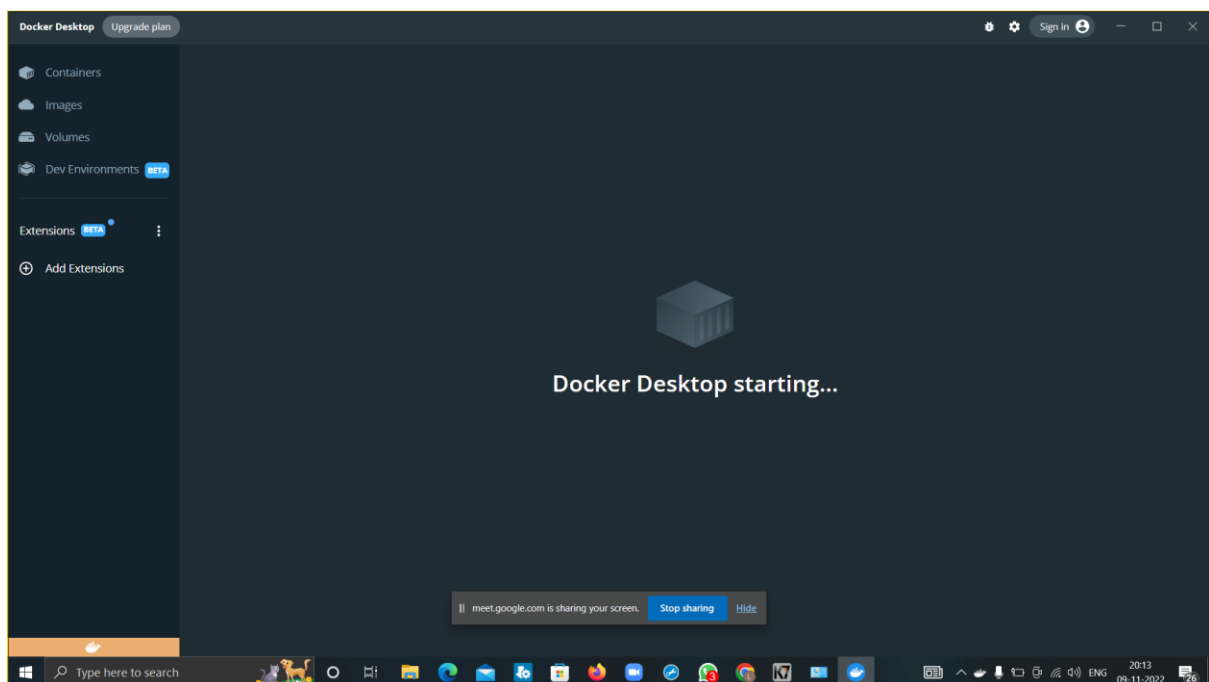 Docker Desktop Upgrade plan
Sign in
Containers
Images
Volumes
Dev Environments BETA
Extensions BETA
Add Extensions
Docker Desktop starting...
meet.google.com is sharing your screen. Stop sharing Hide
Type here to search
ENG
20:13
09-11-2022
26
3